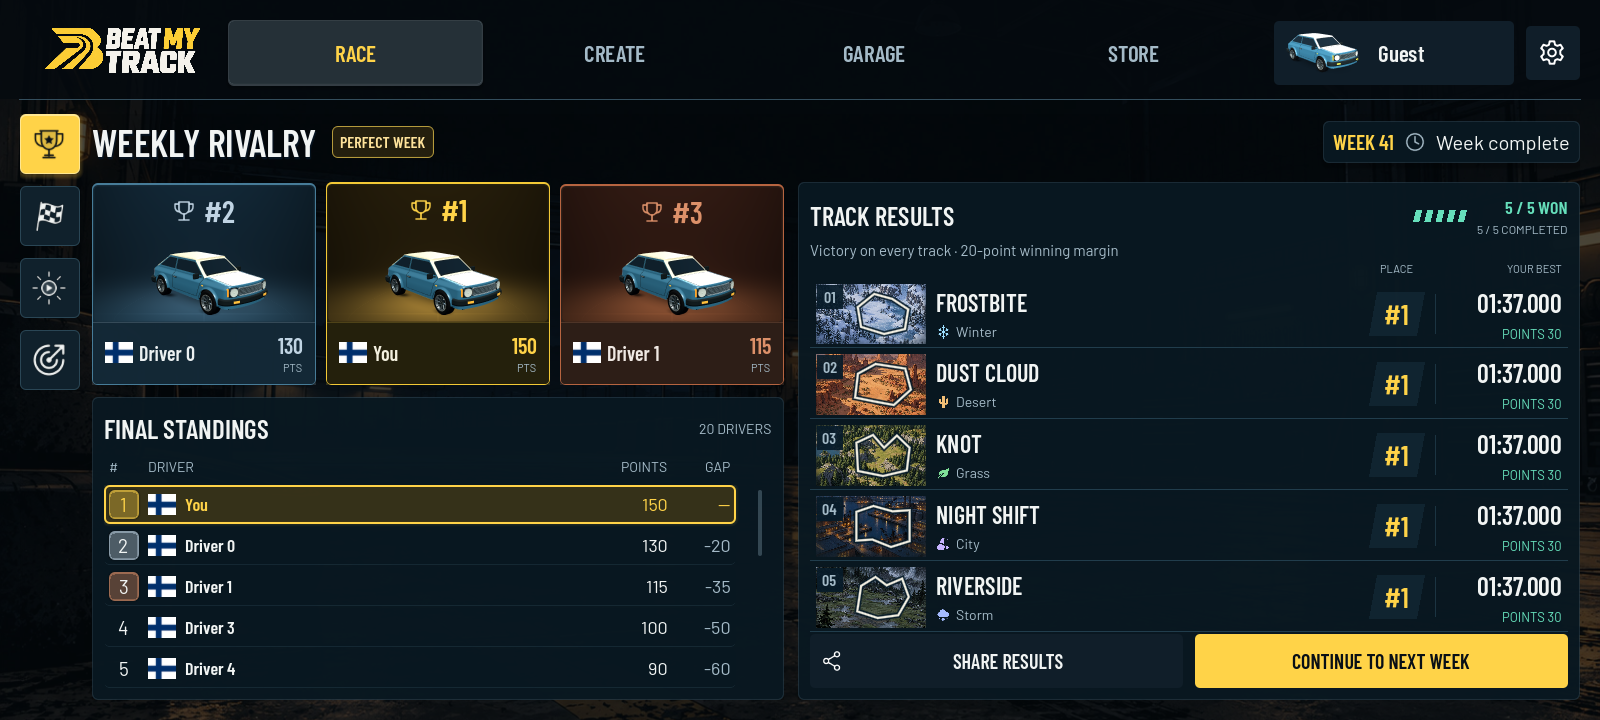 BEAT MY
TRACK
RACE
CREATE
GARAGE
STORE
Guest
WEEKLY RIVALRY
PERFECT WEEK
WEEK 41
Week complete
#2
Driver 0
130
PTS
#1
You
150
PTS
#3
Driver 1
115
PTS
FINAL STANDINGS
20 DRIVERS
# DRIVER POINTS GAP
1 You 150 —
2 Driver 0 130 -20
3 Driver 1 115 -35
4 Driver 3 100 -50
5 Driver 4 90 -60
TRACK RESULTS
5 / 5 WON
5 / 5 COMPLETED
Victory on every track · 20-point winning margin
PLACE YOUR BEST
01 FROSTBITE #1 01:37.000
Winter POINTS 30
02 DUST CLOUD #1 01:37.000
Desert POINTS 30
03 KNOT #1 01:37.000
Grass POINTS 30
04 NIGHT SHIFT #1 01:37.000
City POINTS 30
05 RIVERSIDE #1 01:37.000
Storm POINTS 30
SHARE RESULTS
CONTINUE TO NEXT WEEK